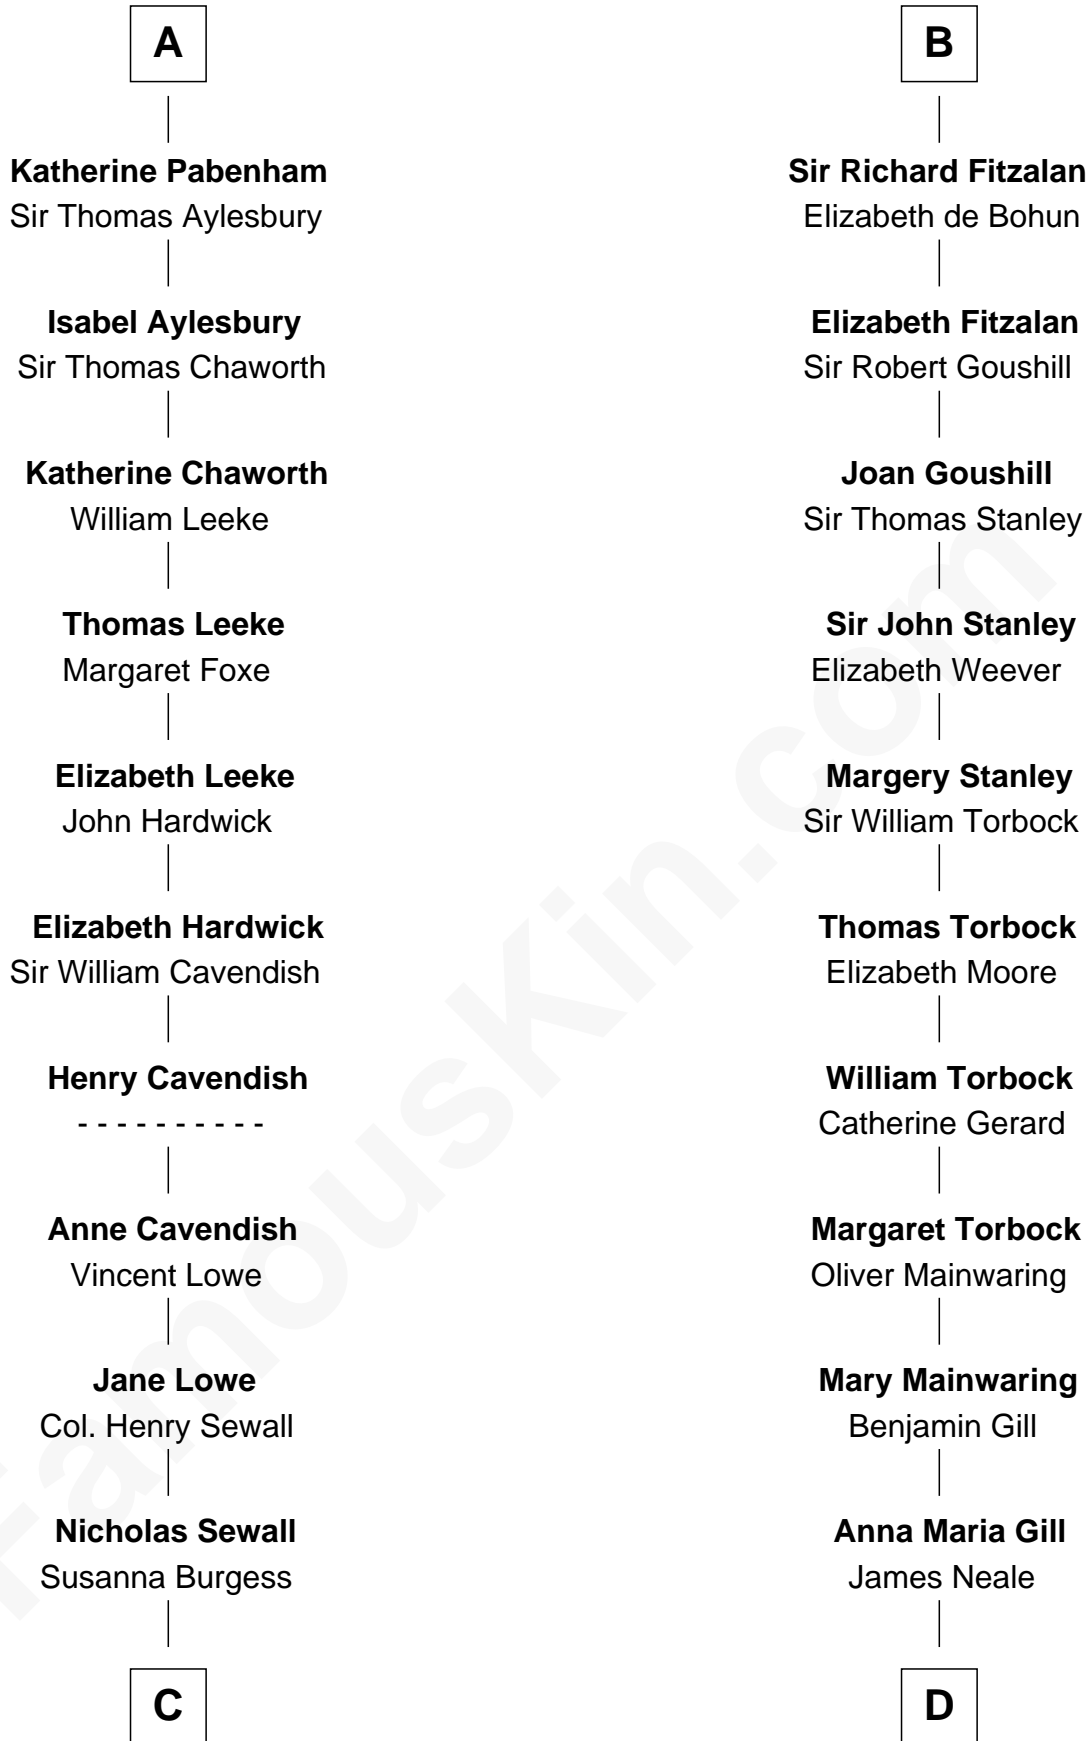 A
Katherine Pabenham
Sir Thomas Aylesbury
Isabel Aylesbury
Sir Thomas Chaworth
Katherine Chaworth
William Leeke
Thomas Leeke
Margaret Foxe
Elizabeth Leeke
John Hardwick
Elizabeth Hardwick
Sir William Cavendish
Henry Cavendish
- - - - - - - - - -
Anne Cavendish
Vincent Lowe
Jane Lowe
Col. Henry Sewall
Nicholas Sewall
Susanna Burgess
C
B
Sir Richard Fitzalan
Elizabeth de Bohun
Elizabeth Fitzalan
Sir Robert Goushill
Joan Goushill
Sir Thomas Stanley
Sir John Stanley
Elizabeth Weever
Margery Stanley
Sir William Torbock
Thomas Torbock
Elizabeth Moore
William Torbock
Catherine Gerard
Margaret Torbock
Oliver Mainwaring
Mary Mainwaring
Benjamin Gill
Anna Maria Gill
James Neale
D
FamousKin.com